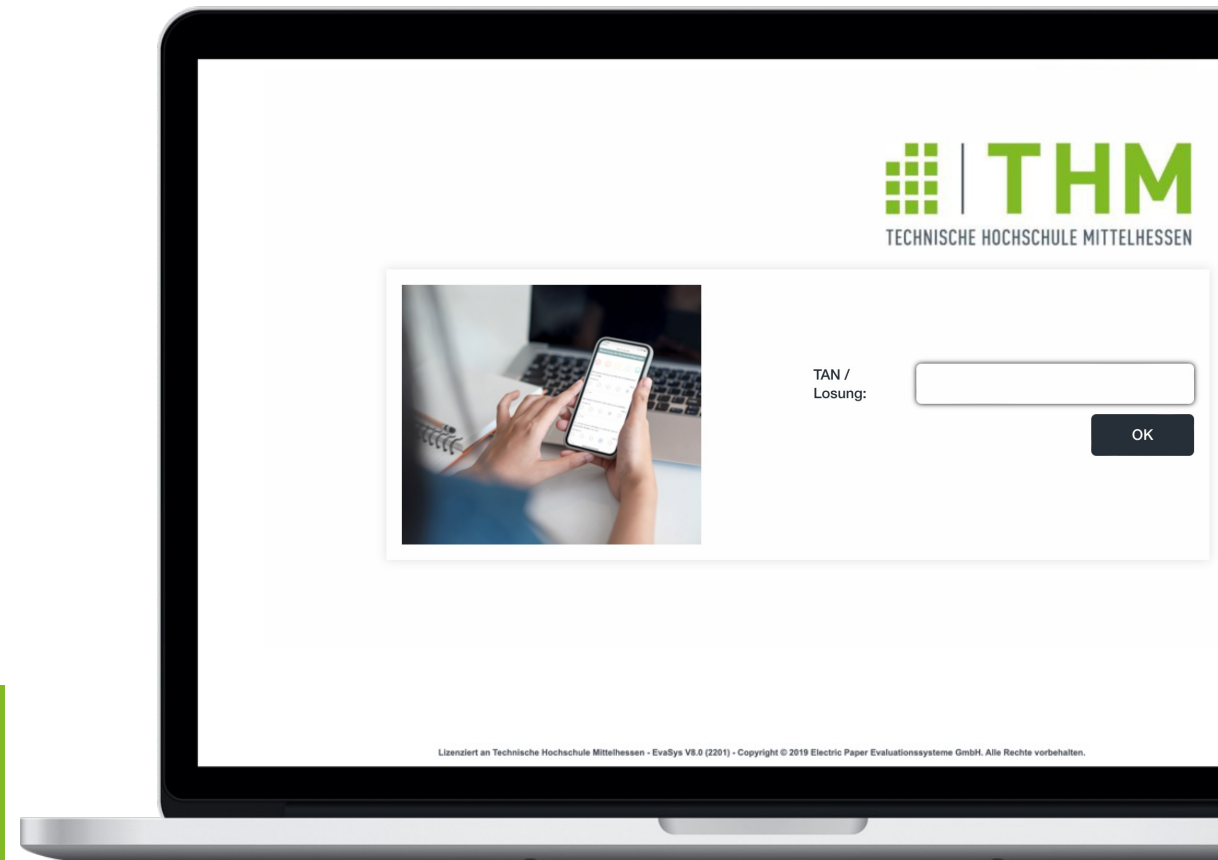 THM
TECHNISCHE HOCHSCHULE MITTELHESSEN
TAN /
Losung:
OK
Lizenziert an Technische Hochschule Mittelhessen - EvaSys V8.0 (2201) - Copyright © 2019 Electric Paper Evaluationssysteme GmbH. Alle Rechte vorbehalten.